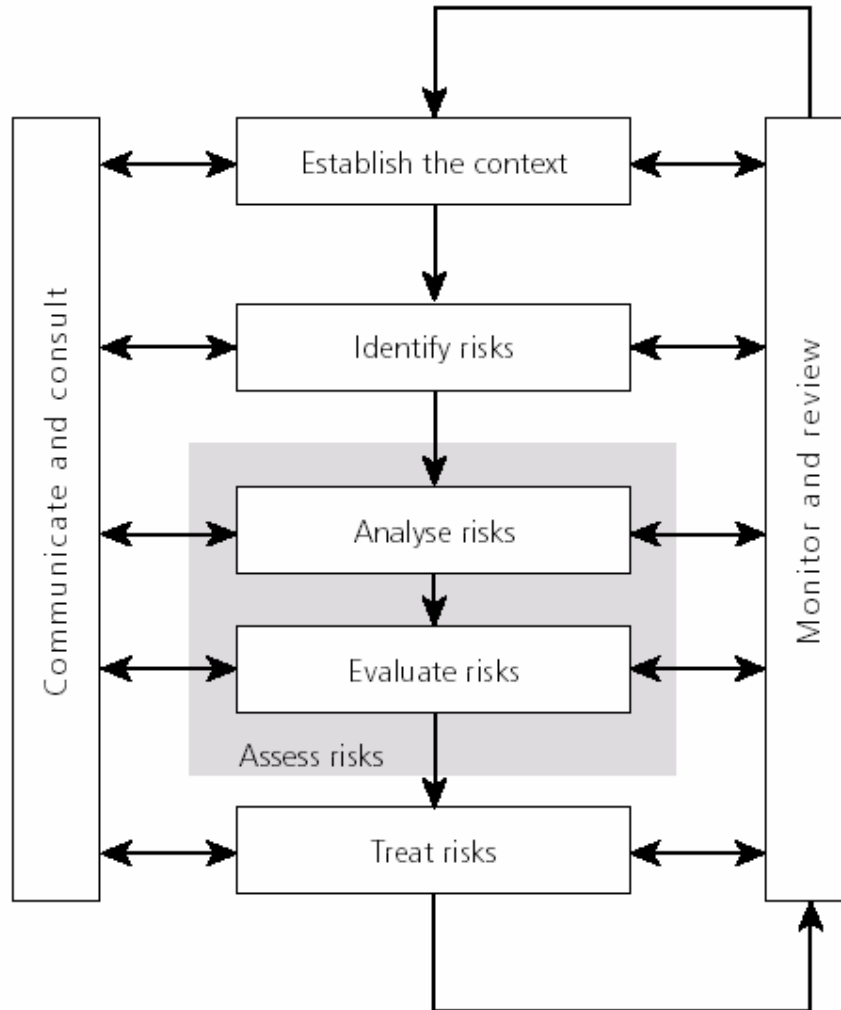 Establish the context
Communicate and consult
Monitor and review
Identify risks
Analyse risks
Evaluate risks
Assess risks
Treat risks